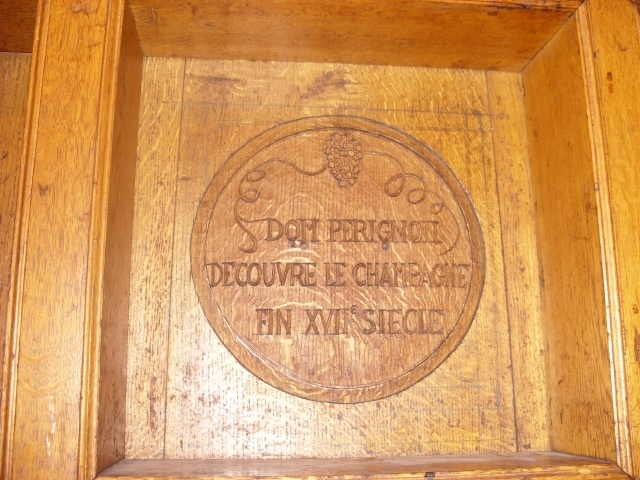 DOM PERIGNON
DECOUVRE LE CHAMPAGNE
FIN XVIIᵉ SIECLE